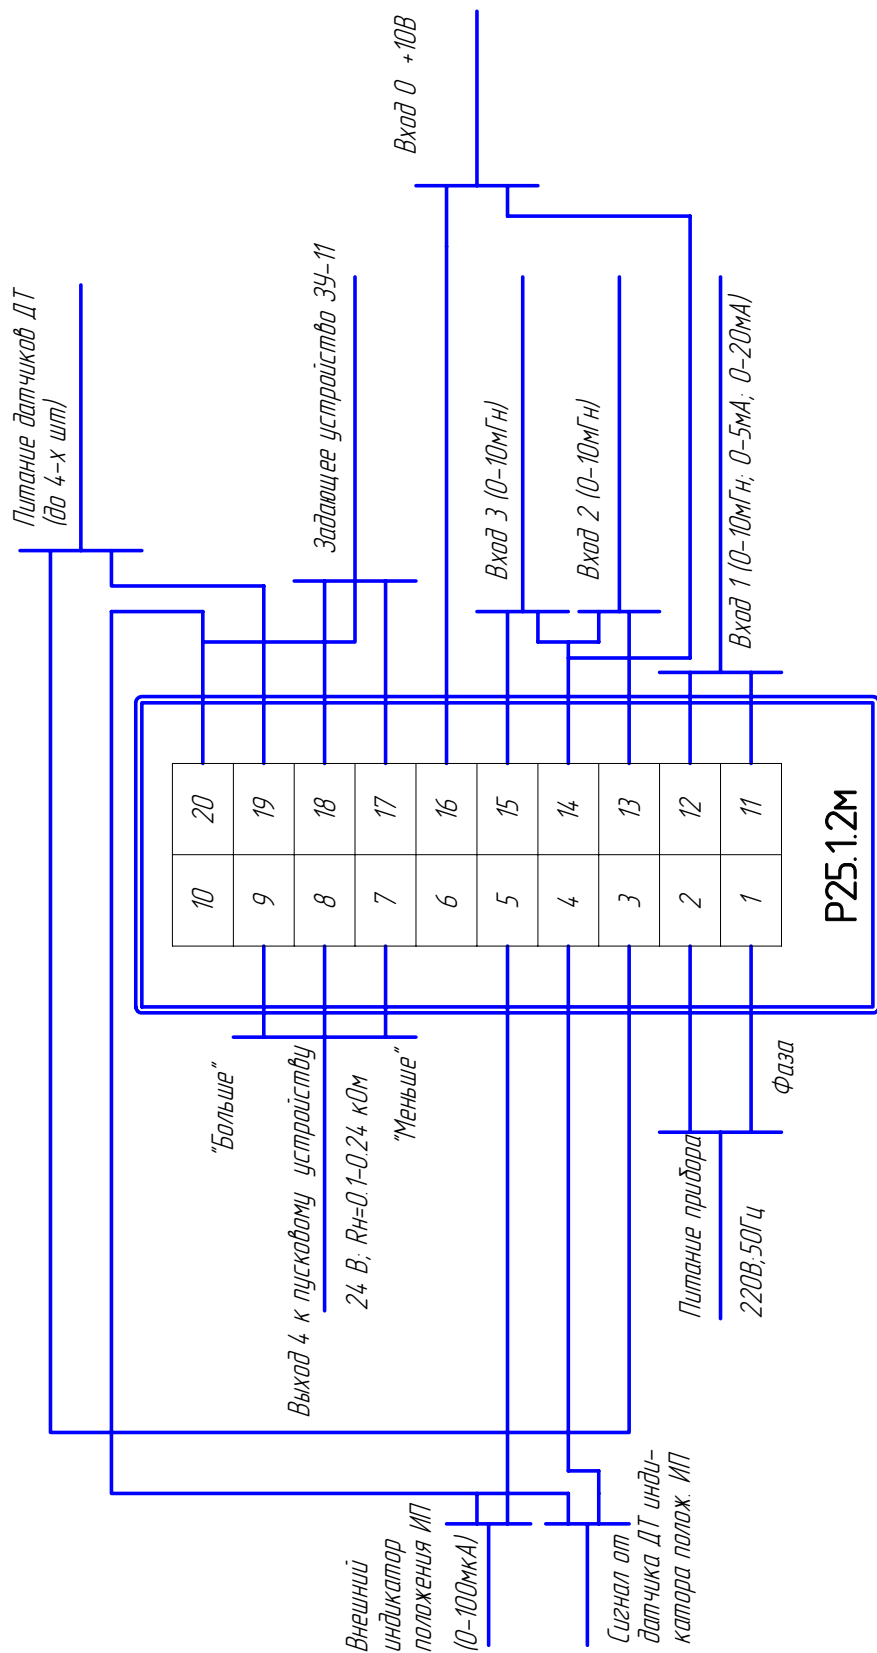 Питание датчиков ДТ
(до 4-х шт)
Задающее устройство ЗУ-11
Вход 0 +10В
Вход 3 (0-10мГн)
Вход 2 (0-10мГн)
Вход 1 (0-10мГн; 0-5мА; 0-20мА)
20
19
18
17
16
15
14
13
12
11
10
9
8
7
6
5
4
3
2
1
Р25.1.2м
"Больше"
Выход 4 к пусковому устройству
24 В; Rн=0.1-0.24 кОм
"Меньше"
Фаза
Питание прибора
220В;50Гц
Внешний
индикатор
положения ИП
(0-100мкА)
Сигнал от
датчика ДТ инди-
катора полож. ИП